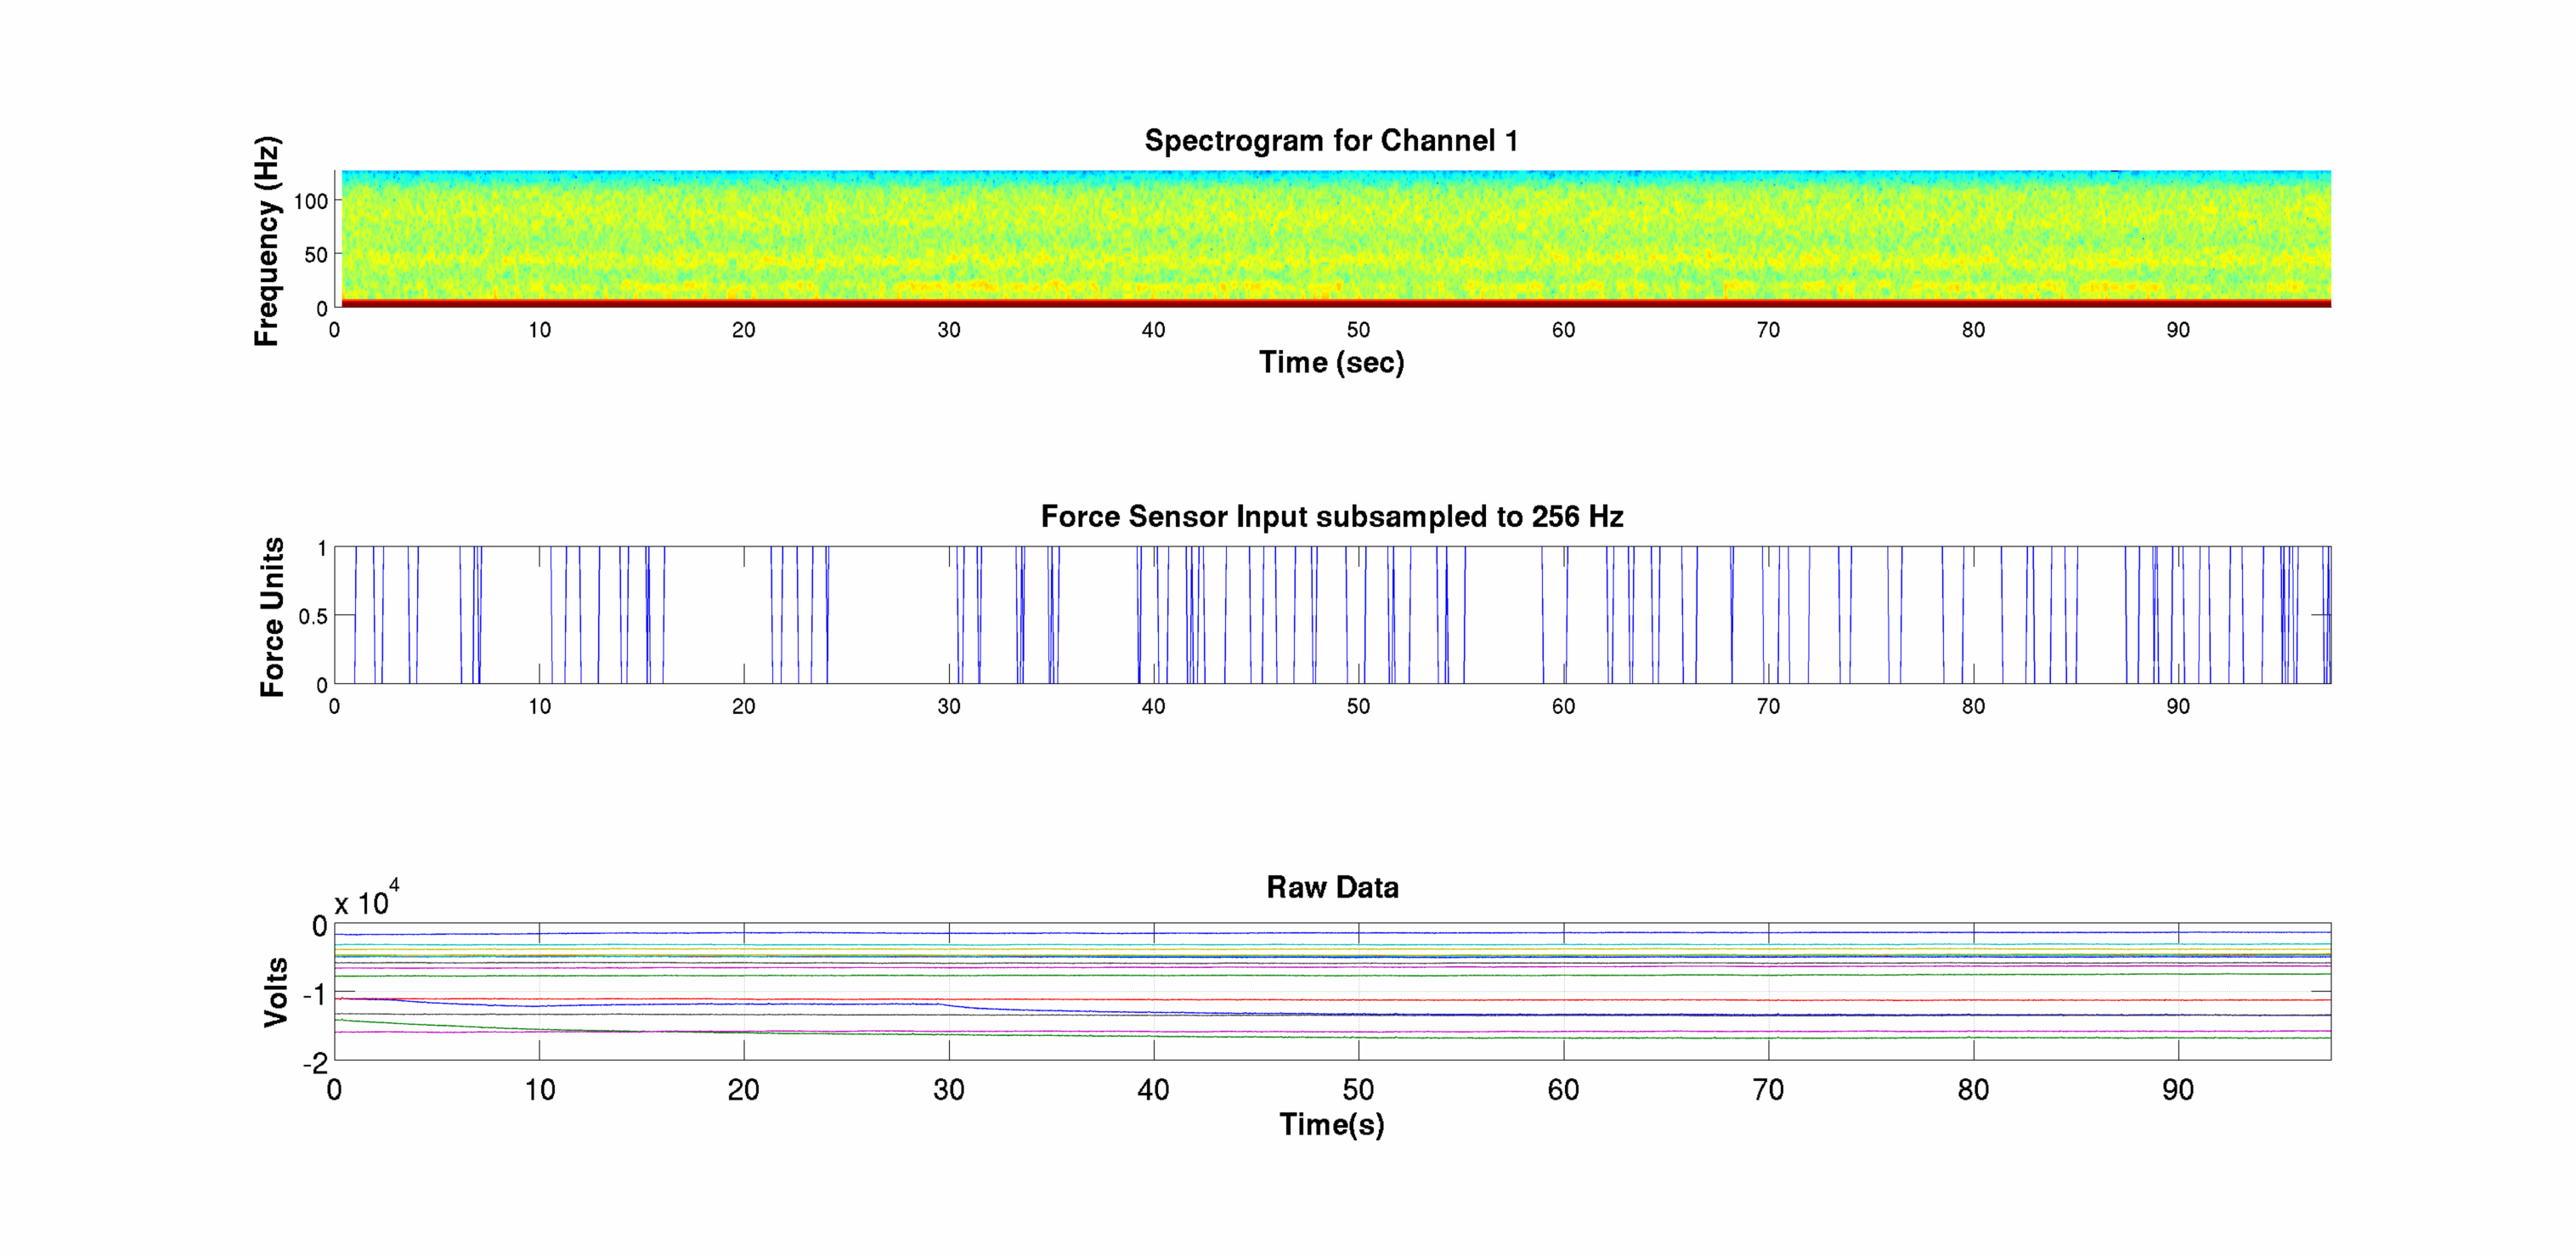 Spectrogram for Channel 1
Frequency (Hz)
100
50
0
0 10 20 30 40 50 60 70 80 90
Time (sec)
Force Sensor Input subsampled to 256 Hz
Force Units
1
0.5
0
0 10 20 30 40 50 60 70 80 90
Raw Data
x 10^4
Volts
0
-1
-2
0 10 20 30 40 50 60 70 80 90
Time(s)